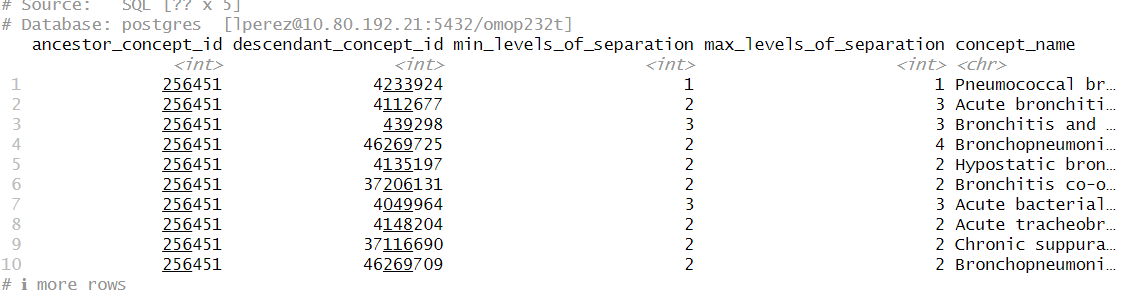 # Source:   SQL [?? x 5]
# Database: postgres  [lperez@10.80.192.21:5432/omop232t]
ancestor_concept_id descendant_concept_id min_levels_of_separation max_levels_of_separation concept_name
<int> <int> <int> <int> <chr>
1 256451 4233924 1 1 Pneumococcal br…
2 256451 4112677 2 3 Acute bronchiti…
3 256451 439298 3 3 Bronchitis and …
4 256451 46269725 2 4 Bronchopneumoni…
5 256451 4135197 2 2 Hypostatic bron…
6 256451 37206131 2 2 Bronchitis co-o…
7 256451 4049964 3 3 Acute bacterial…
8 256451 4148204 2 2 Acute tracheobr…
9 256451 37116690 2 2 Chronic suppura…
10 256451 46269709 2 2 Bronchopneumoni…
# ℹ more rows